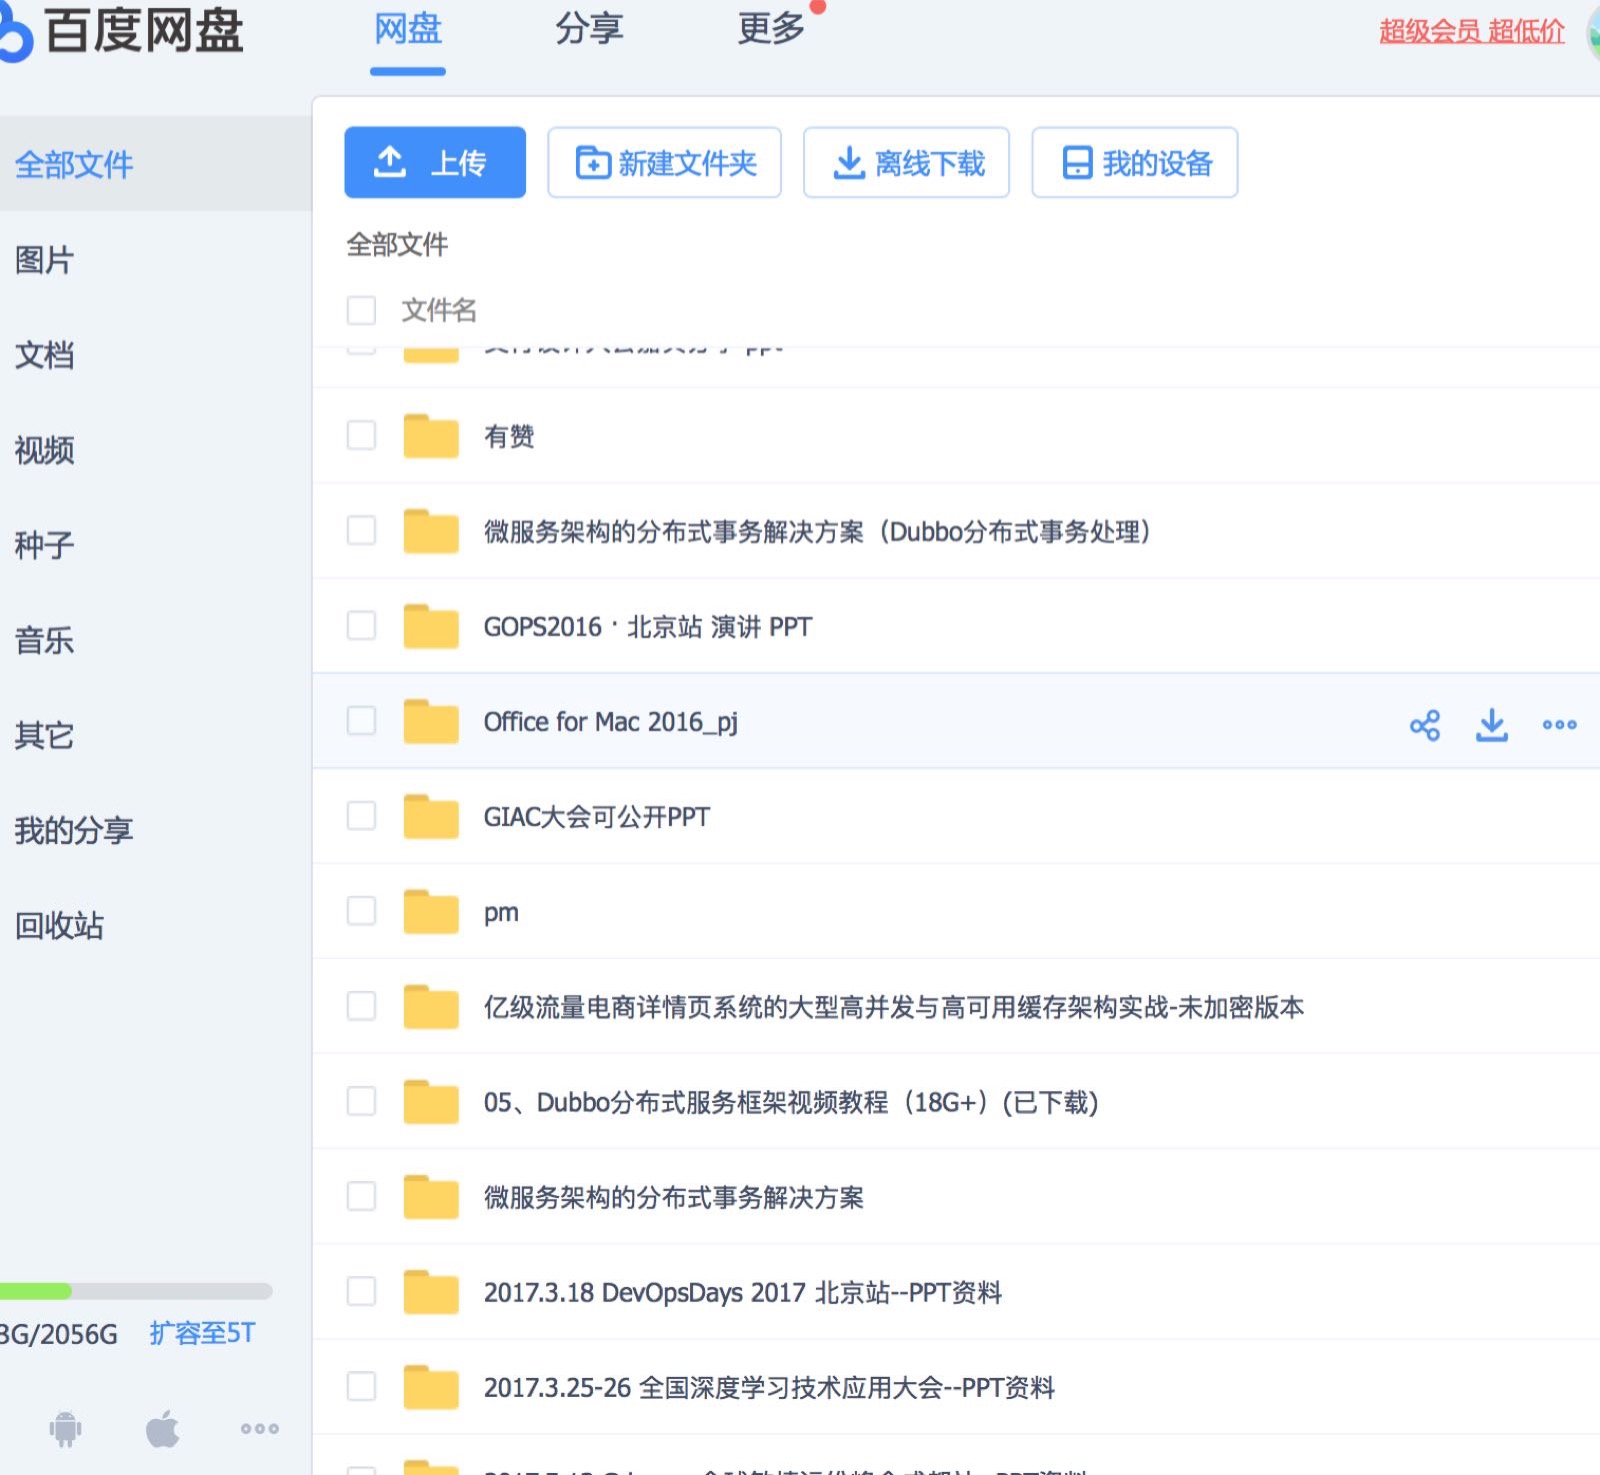 百度网盘
网盘 分享 更多
超级会员 超低价
全部文件
图片
文档
视频
种子
音乐
其它
我的分享
回收站
3G/2056G 扩容至5T
上传 新建文件夹 离线下载 我的设备
全部文件
文件名
有赞
微服务架构的分布式事务解决方案（Dubbo分布式事务处理）
GOPS2016 · 北京站 演讲 PPT
Office for Mac 2016_pj
GIAC大会可公开PPT
pm
亿级流量电商详情页系统的大型高并发与高可用缓存架构实战-未加密版本
05、Dubbo分布式服务框架视频教程（18G+）(已下载)
微服务架构的分布式事务解决方案
2017.3.18 DevOpsDays 2017 北京站--PPT资料
2017.3.25-26 全国深度学习技术应用大会--PPT资料